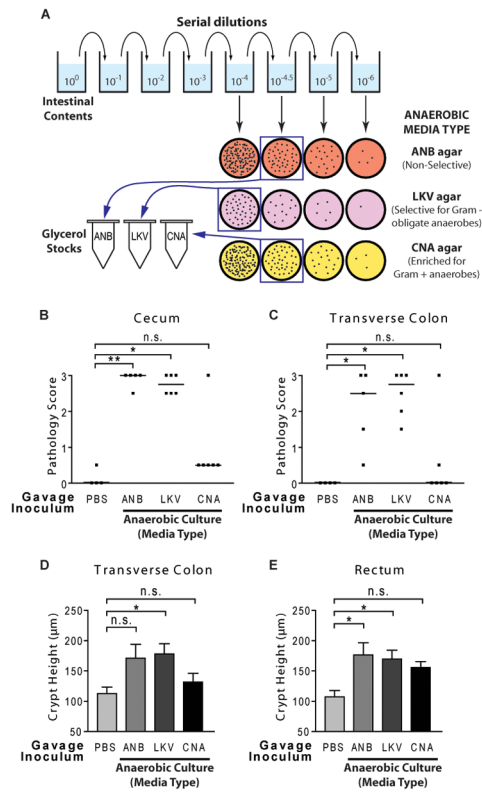 A
Serial dilutions
10^0 10^-1 10^-2 10^-3 10^-4 10^-4.5 10^-5 10^-6
Intestinal
Contents
ANAEROBIC
MEDIA TYPE
ANB agar
(Non-Selective)
LKV agar
(Selective for Gram -
obligate anaerobes)
Glycerol
Stocks
ANB LKV CNA
CNA agar
(Enriched for
Gram + anaerobes)
B Cecum
n.s.
*
**
Pathology Score
3
2
1
0
Gavage
Inoculum
PBS ANB LKV CNA
Anaerobic Culture
(Media Type)
C Transverse Colon
n.s.
*
*
Pathology Score
3
2
1
0
Gavage
Inoculum
PBS ANB LKV CNA
Anaerobic Culture
(Media Type)
D Transverse Colon
n.s.
*
n.s.
Crypt Height (µm)
250
200
150
100
50
Gavage
Inoculum
PBS ANB LKV CNA
Anaerobic Culture
(Media Type)
E Rectum
n.s.
*
*
Crypt Height (µm)
250
200
150
100
50
Gavage
Inoculum
PBS ANB LKV CNA
Anaerobic Culture
(Media Type)